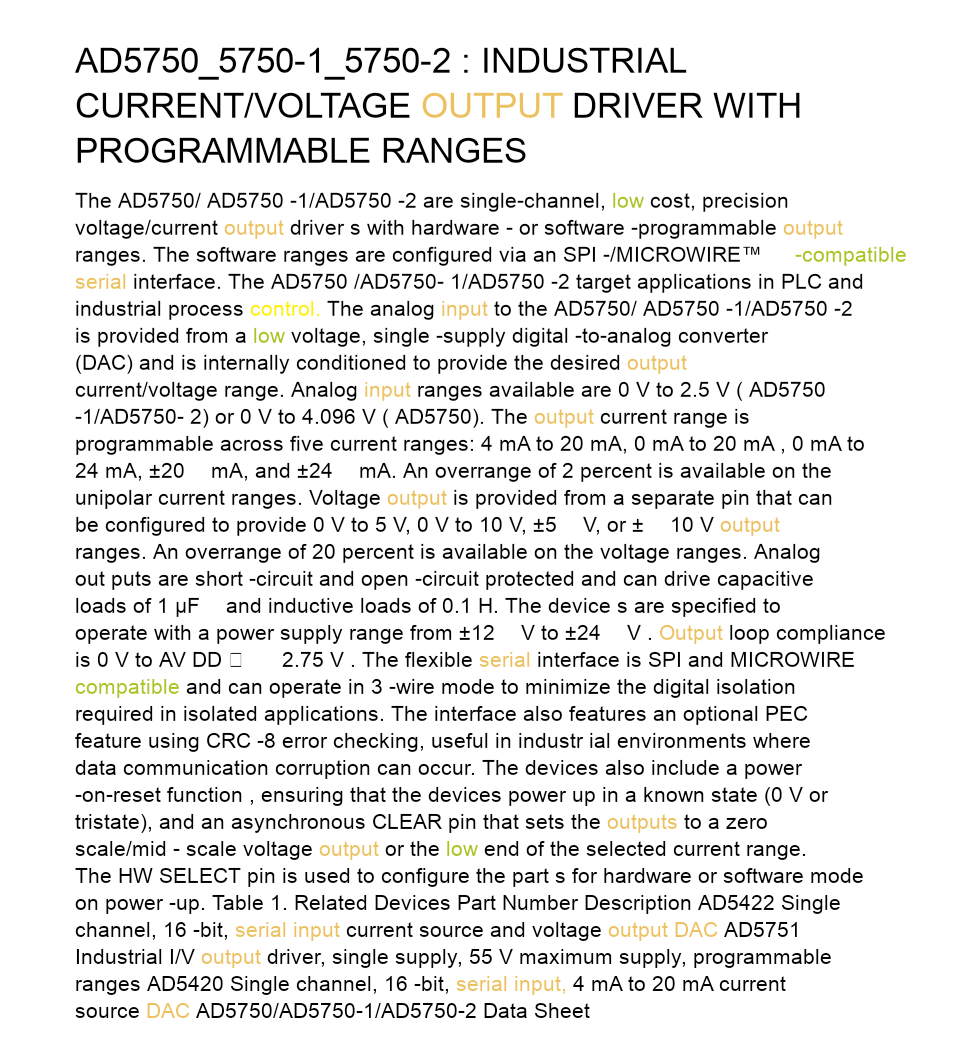 AD5750_5750-1_5750-2 : INDUSTRIAL
CURRENT/VOLTAGE OUTPUT DRIVER WITH
PROGRAMMABLE RANGES
The AD5750/ AD5750 -1/AD5750 -2 are single-channel, low cost, precision
voltage/current output driver s with hardware - or software -programmable output
ranges. The software ranges are configured via an SPI -/MICROWIRE™ -compatible
serial interface. The AD5750 /AD5750- 1/AD5750 -2 target applications in PLC and
industrial process control. The analog input to the AD5750/ AD5750 -1/AD5750 -2
is provided from a low voltage, single -supply digital -to-analog converter
(DAC) and is internally conditioned to provide the desired output
current/voltage range. Analog input ranges available are 0 V to 2.5 V ( AD5750
-1/AD5750- 2) or 0 V to 4.096 V ( AD5750). The output current range is
programmable across five current ranges: 4 mA to 20 mA, 0 mA to 20 mA , 0 mA to
24 mA, ±20 mA, and ±24 mA. An overrange of 2 percent is available on the
unipolar current ranges. Voltage output is provided from a separate pin that can
be configured to provide 0 V to 5 V, 0 V to 10 V, ±5 V, or ± 10 V output
ranges. An overrange of 20 percent is available on the voltage ranges. Analog
out puts are short -circuit and open -circuit protected and can drive capacitive
loads of 1 µF and inductive loads of 0.1 H. The device s are specified to
operate with a power supply range from ±12 V to ±24 V . Output loop compliance
is 0 V to AV DD □ 2.75 V . The flexible serial interface is SPI and MICROWIRE
compatible and can operate in 3 -wire mode to minimize the digital isolation
required in isolated applications. The interface also features an optional PEC
feature using CRC -8 error checking, useful in industr ial environments where
data communication corruption can occur. The devices also include a power
-on-reset function , ensuring that the devices power up in a known state (0 V or
tristate), and an asynchronous CLEAR pin that sets the outputs to a zero
scale/mid - scale voltage output or the low end of the selected current range.
The HW SELECT pin is used to configure the part s for hardware or software mode
on power -up. Table 1. Related Devices Part Number Description AD5422 Single
channel, 16 -bit, serial input current source and voltage output DAC AD5751
Industrial I/V output driver, single supply, 55 V maximum supply, programmable
ranges AD5420 Single channel, 16 -bit, serial input, 4 mA to 20 mA current
source DAC AD5750/AD5750-1/AD5750-2 Data Sheet